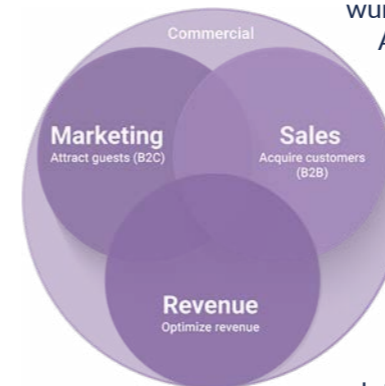 Commercial
Marketing
Attract guests (B2C)
Sales
Acquire customers
(B2B)
Revenue
Optimize revenue